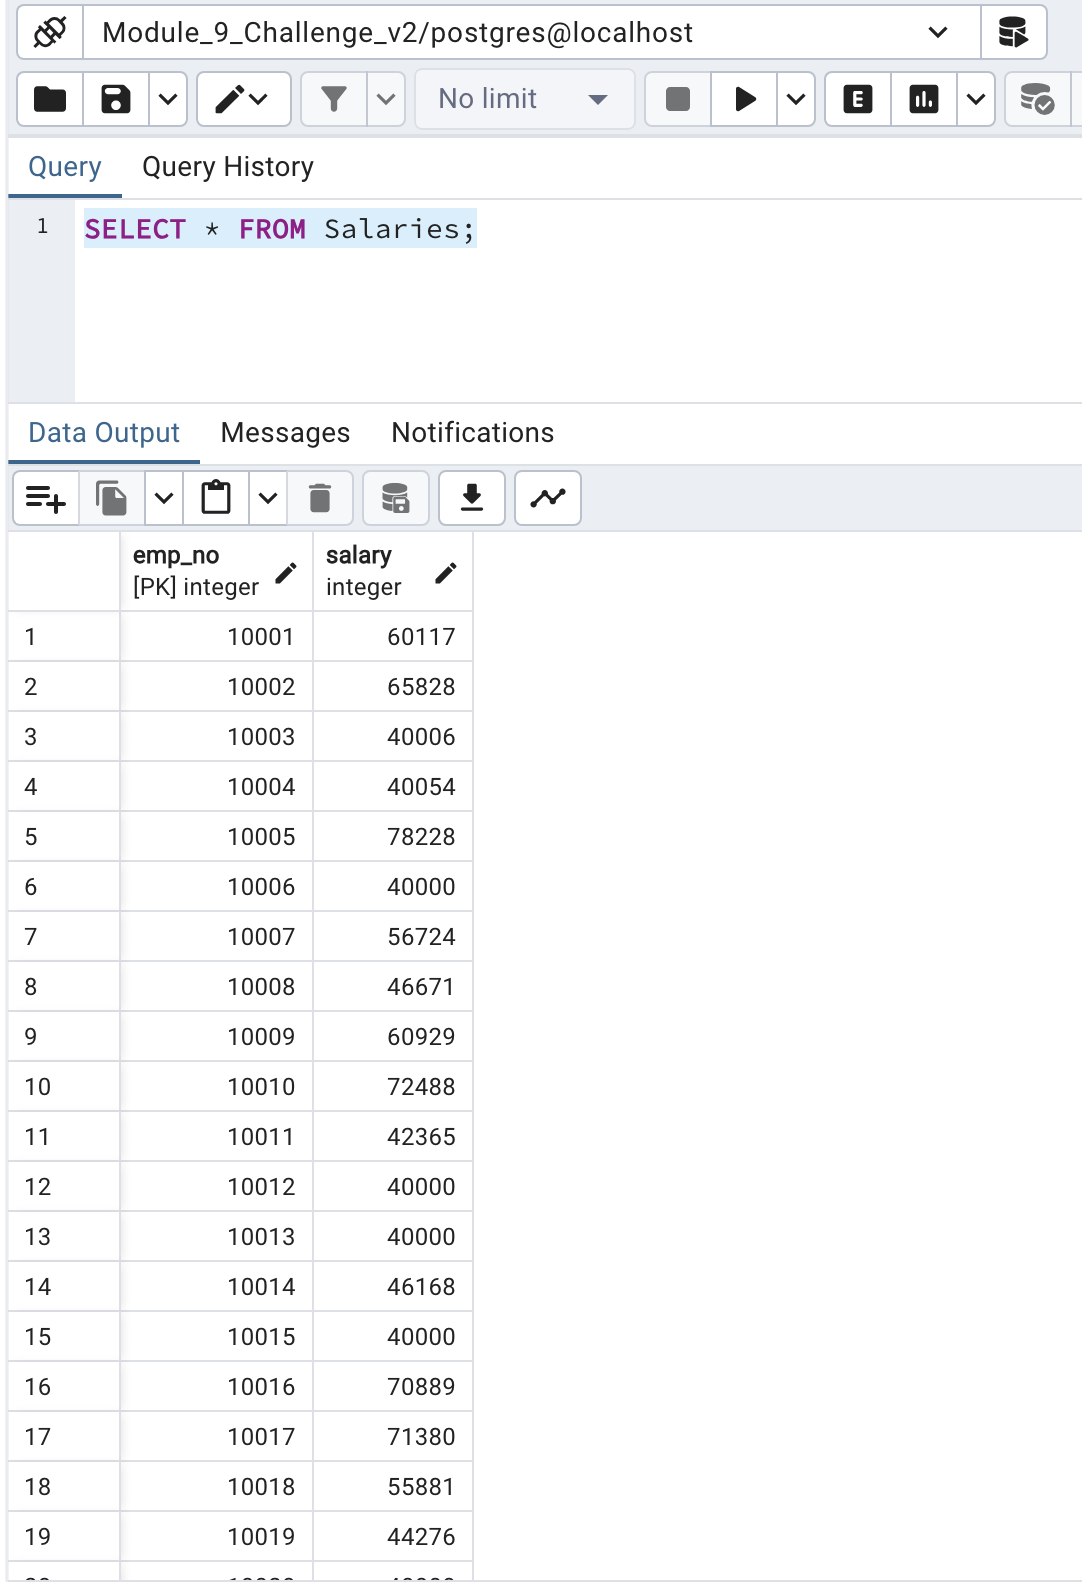 Module_9_Challenge_v2/postgres@localhost
No limit
E
Query Query History
1 SELECT * FROM Salaries;
Data Output Messages Notifications
emp_no salary
[PK] integer integer
1 10001 60117
2 10002 65828
3 10003 40006
4 10004 40054
5 10005 78228
6 10006 40000
7 10007 56724
8 10008 46671
9 10009 60929
10 10010 72488
11 10011 42365
12 10012 40000
13 10013 40000
14 10014 46168
15 10015 40000
16 10016 70889
17 10017 71380
18 10018 55881
19 10019 44276